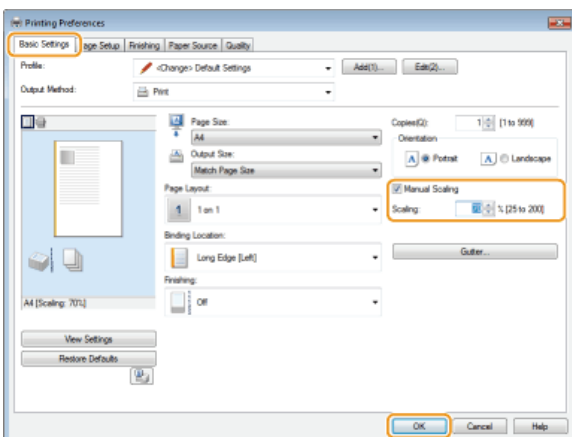 Printing Preferences
Basic Settings age Setup Finishing Paper Source Quality
Profile: <Change> Default Settings Add(1)... Edit(2)...
Output Method: Print
Page Size: Copies(Q): 1 [1 to 999]
A4 Orientation
Output Size: A Portrait A Landscape
Match Page Size
Page Layout: Manual Scaling
1 1 on 1 Scaling: 70 % [25 to 200]
Binding Location:
Long Edge [Left] Gutter...
Finishing:
A4 [Scaling: 70%] Off
View Settings
Restore Defaults
OK Cancel Help